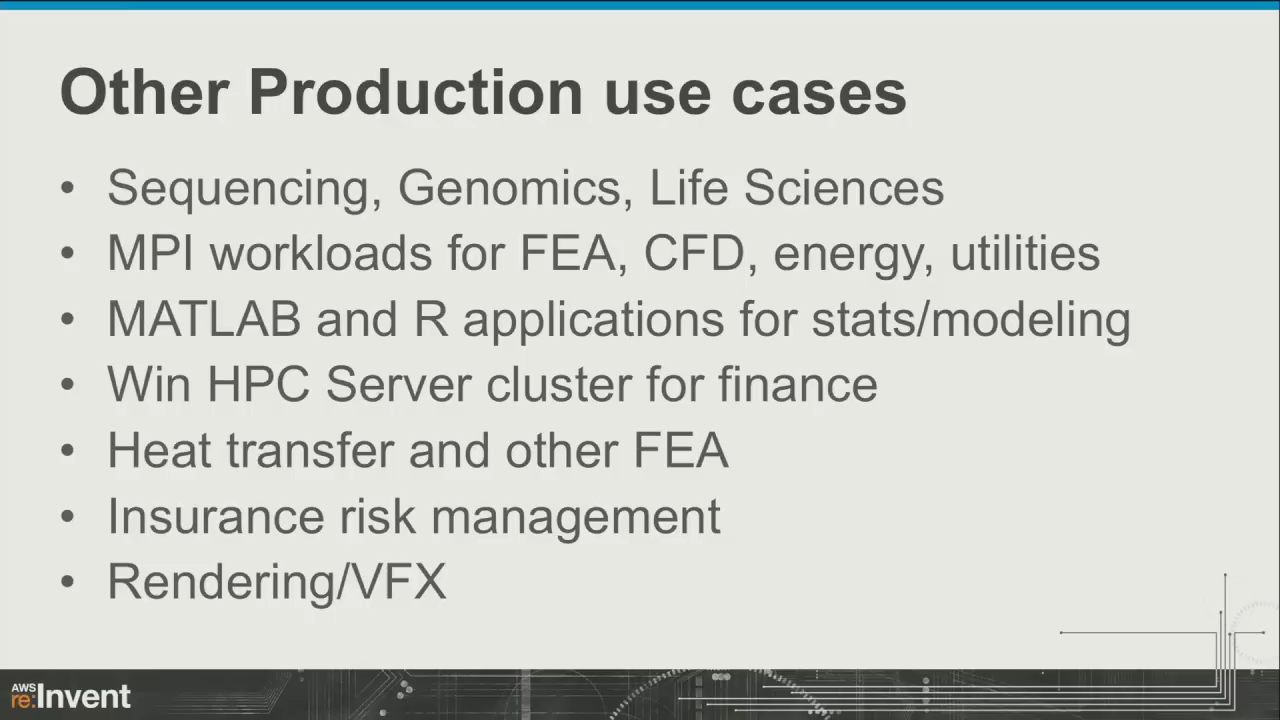 Other Production use cases
• Sequencing, Genomics, Life Sciences
• MPI workloads for FEA, CFD, energy, utilities
• MATLAB and R applications for stats/modeling
• Win HPC Server cluster for finance
• Heat transfer and other FEA
• Insurance risk management
• Rendering/VFX
AWS
re:Invent